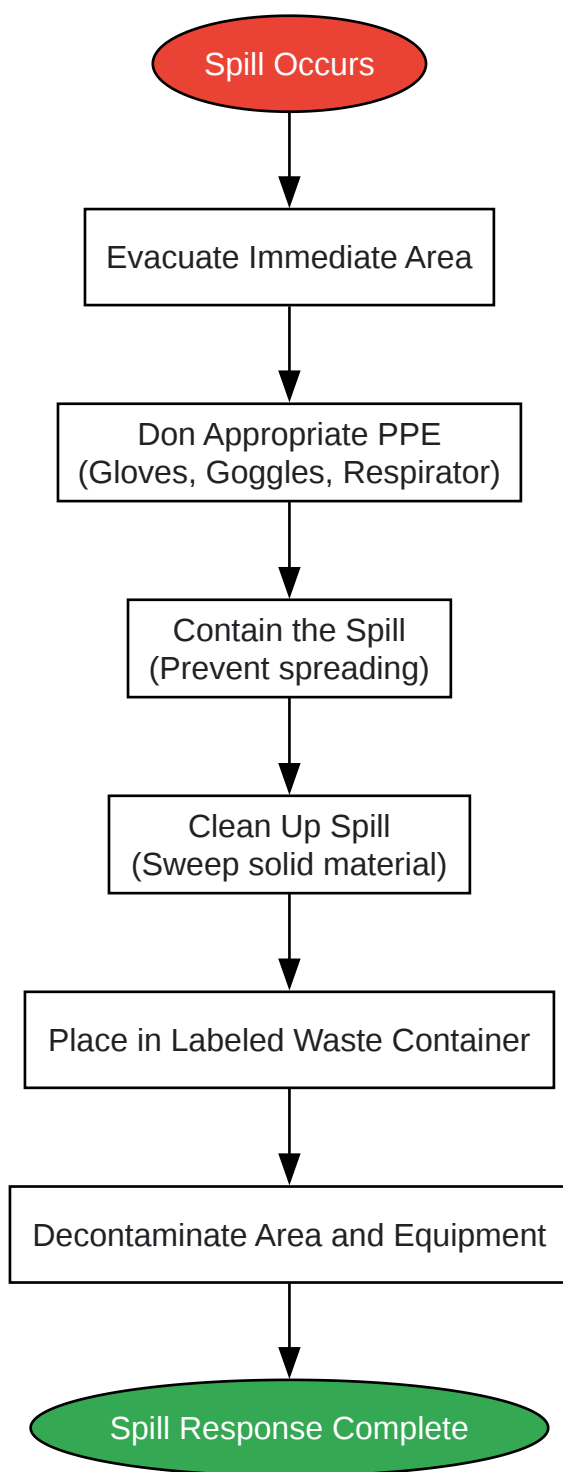 Spill Occurs
Evacuate Immediate Area
Don Appropriate PPE
(Gloves, Goggles, Respirator)
Contain the Spill
(Prevent spreading)
Clean Up Spill
(Sweep solid material)
Place in Labeled Waste Container
Decontaminate Area and Equipment
Spill Response Complete